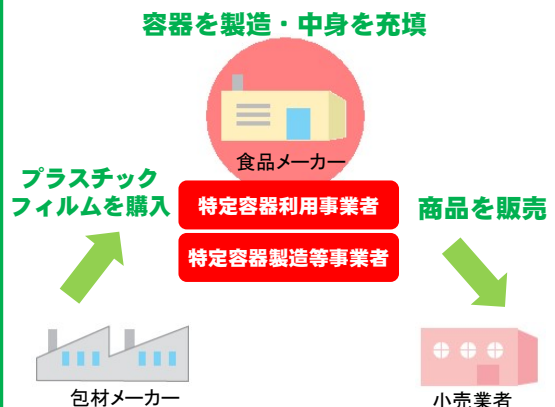 容器を製造・中身を充填
食品メーカー
プラスチック
フィルムを購入
特定容器利用事業者
商品を販売
特定容器製造等事業者
包材メーカー
小売業者